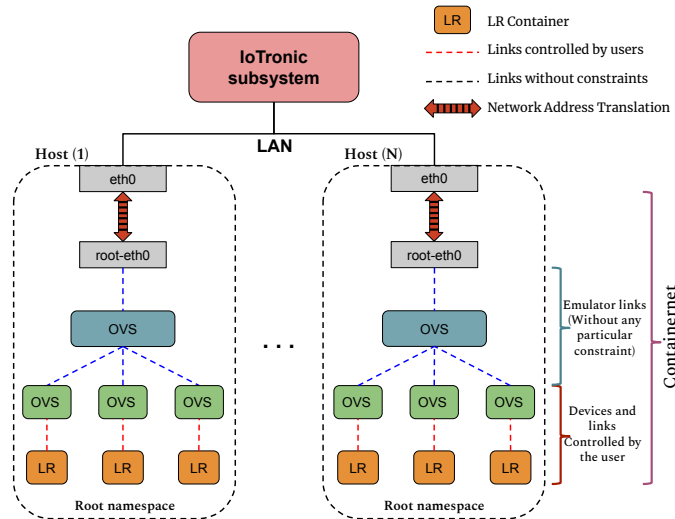 LR
LR Container
Links controlled by users
Links without constraints
Network Address Translation
IoTronic
subsystem
LAN
Host (1)
Host (N)
eth0
eth0
root-eth0
root-eth0
OVS
OVS
. . .
Emulator links
(Without any
particular
constraint)
Containernet
OVS
OVS
OVS
OVS
OVS
OVS
Devices and
links
Controlled by
the user
LR
LR
LR
LR
LR
LR
Root namespace
Root namespace